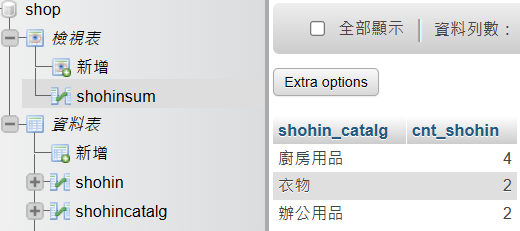 shop
檢視表
新增
shohinsum
資料表
新增
shohin
shohincatalg
全部顯示 資料列數：
Extra options
shohin_catalg cnt_shohin
廚房用品 4
衣物 2
辦公用品 2